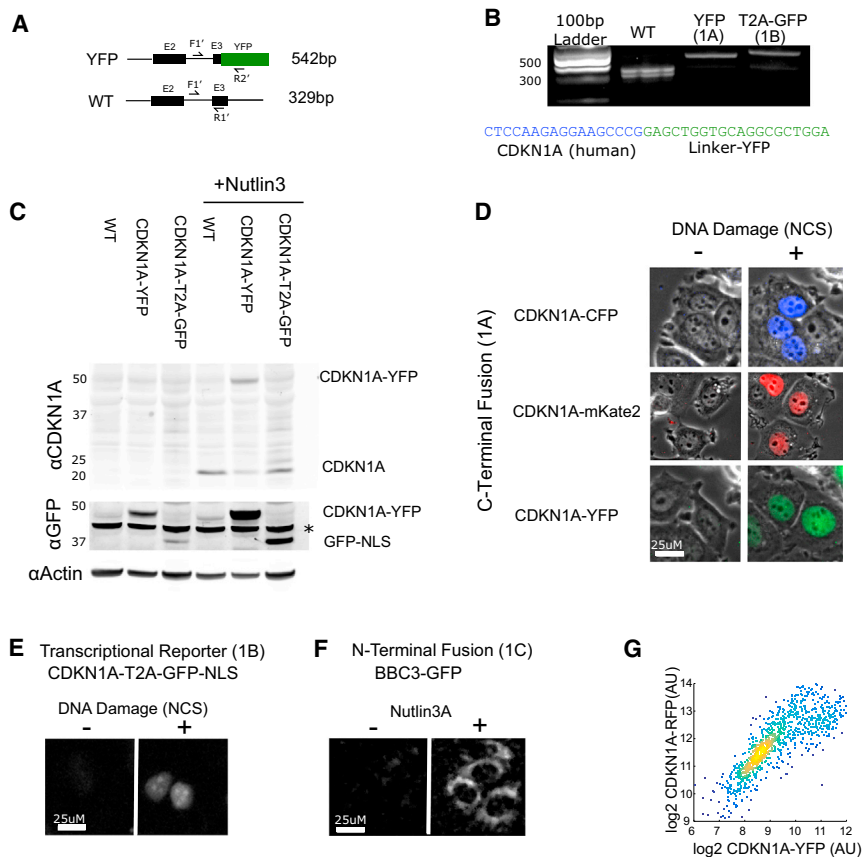 A
E2
F1′
E3
YFP
YFP
542bp
R2′
E2
F1′
E3
WT
329bp
R1′
B
100bp
Ladder
WT
YFP
(1A)
T2A-GFP
(1B)
500
300
CTCCAAGAGGAAGCCCGGAGCTGGTGCAGGCGCTGGA
CDKN1A (human)
Linker-YFP
C
+Nutlin3
WT
CDKN1A-YFP
CDKN1A-T2A-GFP
WT
CDKN1A-YFP
CDKN1A-T2A-GFP
αCDKN1A
50
37
25
20
CDKN1A-YFP
CDKN1A
αGFP
50
37
CDKN1A-YFP
*
GFP-NLS
αActin
D
DNA Damage (NCS)
- +
C-Terminal Fusion (1A)
CDKN1A-CFP
CDKN1A-mKate2
CDKN1A-YFP
25uM
E
Transcriptional Reporter (1B)
CDKN1A-T2A-GFP-NLS
DNA Damage (NCS)
- +
25uM
F
N-Terminal Fusion (1C)
BBC3-GFP
Nutlin3A
- +
25uM
G
log2 CDKN1A-RFP(AU)
14
13
12
11
10
9
6 7 8 9 10 11 12
log2 CDKN1A-YFP (AU)